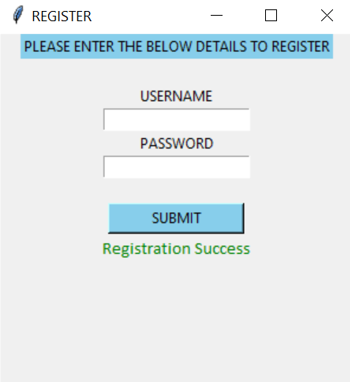 REGISTER
PLEASE ENTER THE BELOW DETAILS TO REGISTER
USERNAME
PASSWORD
SUBMIT
Registration Success